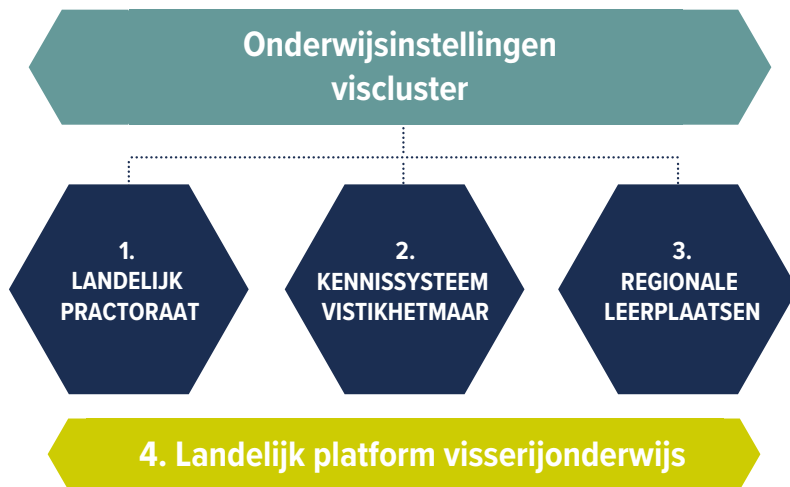 Onderwijsinstellingen
viscluster
1.
LANDELIJK
PRACTORAAT
2.
KENNISSYSTEEM
VISTIKHETMAAR
3.
REGIONALE
LEERPLAATSEN
4. Landelijk platform visserijonderwijs